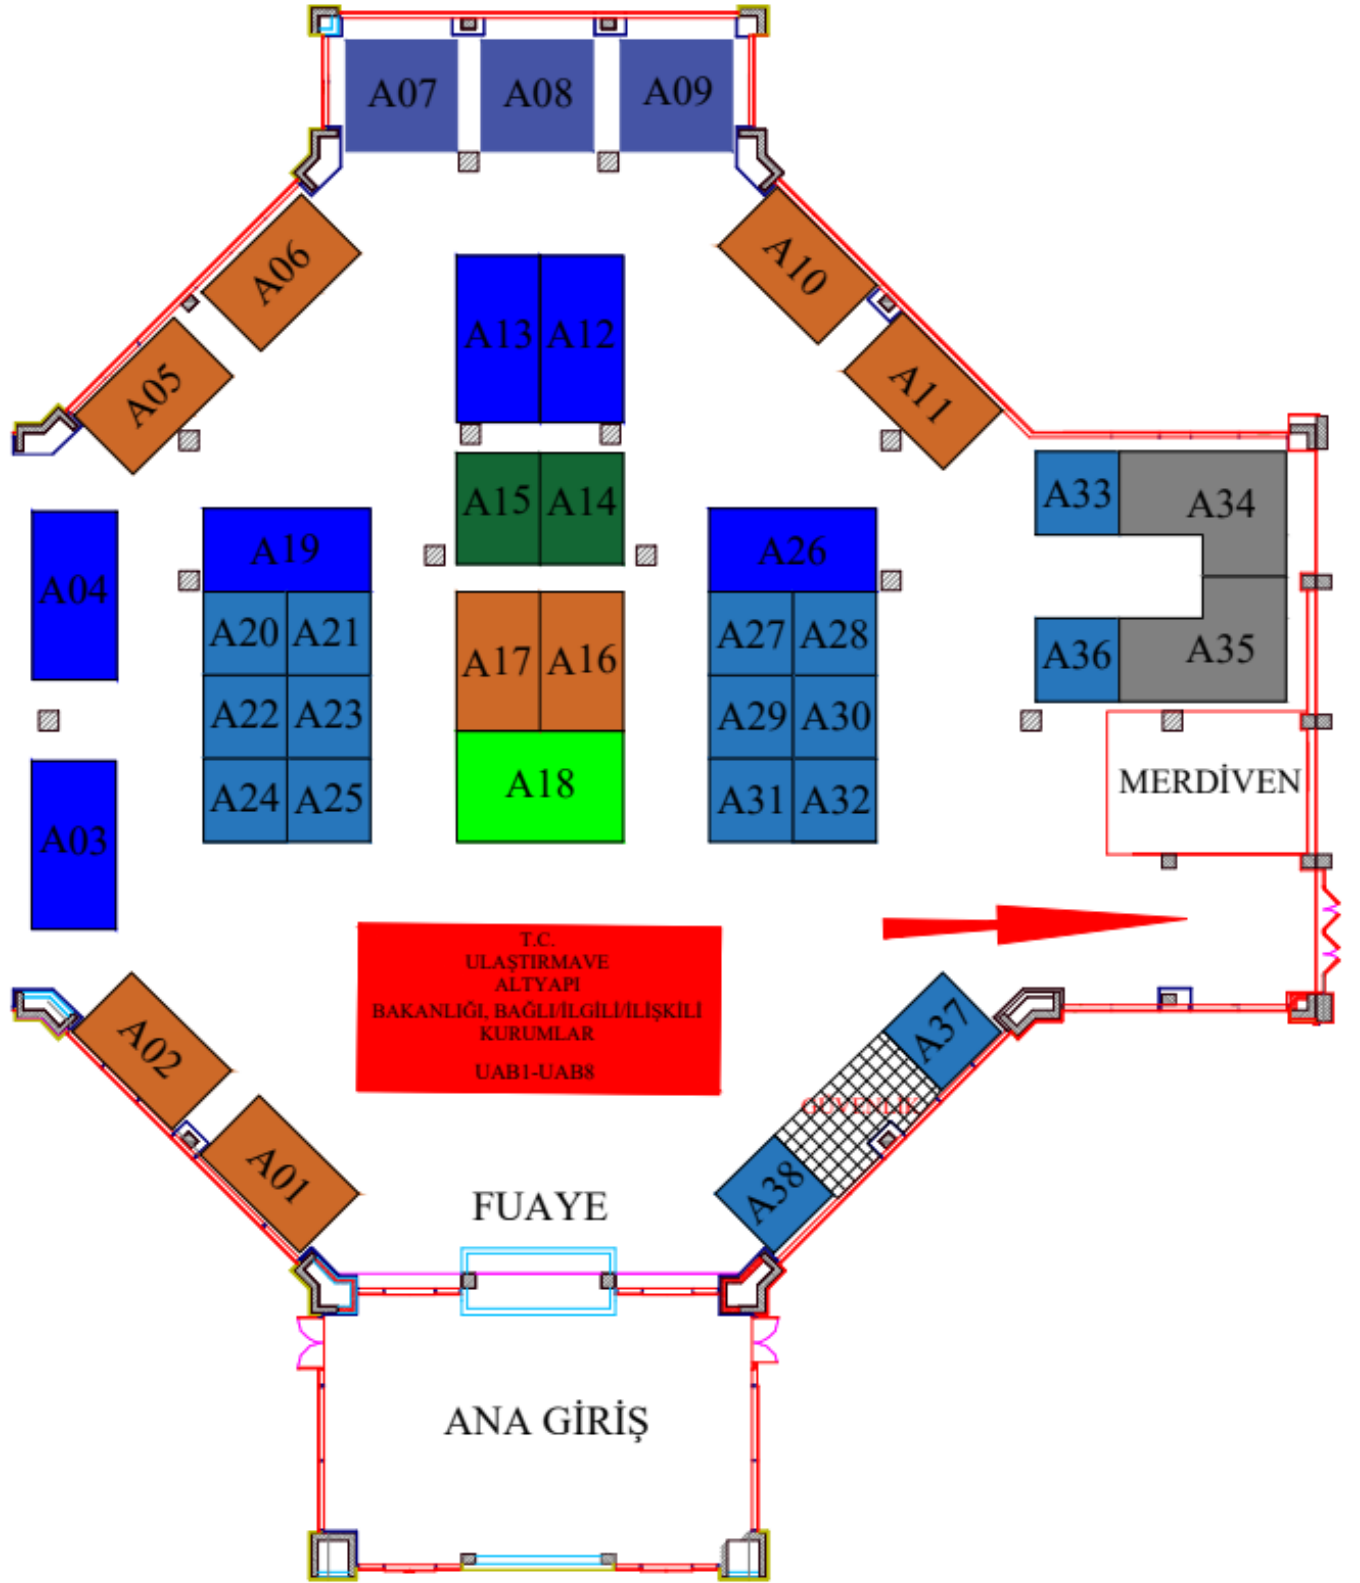 A07 A08 A09
A06 A10
A13 A12
A05 A11
A15 A14
A33 A34
A19 A26
A04
A20 A21
A17 A16
A27 A28
A36 A35
A22 A23
A29 A30
A18
MERDİVEN
A24 A25
A31 A32
A03
T.C.
ULAŞTIRMAVE
ALTYAPI
BAKANLIĞI, BAĞLI/İLGİLİ/İLİŞKİLİ
KURUMLAR
UAB1-UAB8
A02
A37
GÜVENLİK
A01
A38
FUAYE
ANA GİRİŞ